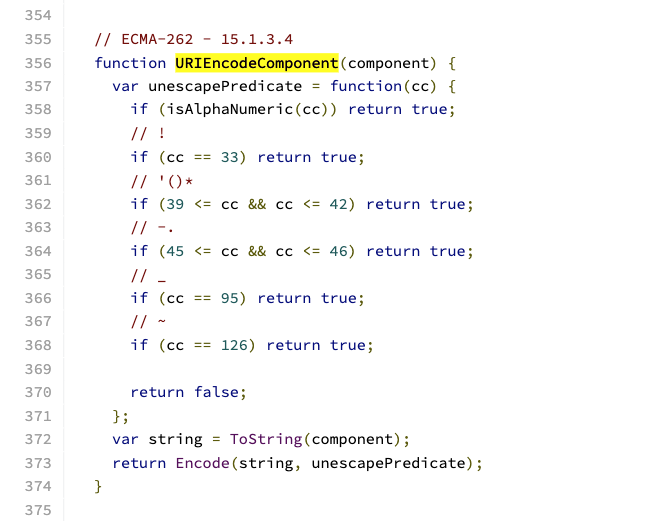 354
355 // ECMA-262 - 15.1.3.4
356 function URIEncodeComponent(component) {
357 var unescapePredicate = function(cc) {
358 if (isAlphaNumeric(cc)) return true;
359 // !
360 if (cc == 33) return true;
361 // '()*
362 if (39 <= cc && cc <= 42) return true;
363 // -.
364 if (45 <= cc && cc <= 46) return true;
365 // _
366 if (cc == 95) return true;
367 // ~
368 if (cc == 126) return true;
369
370 return false;
371 };
372 var string = ToString(component);
373 return Encode(string, unescapePredicate);
374 }
375